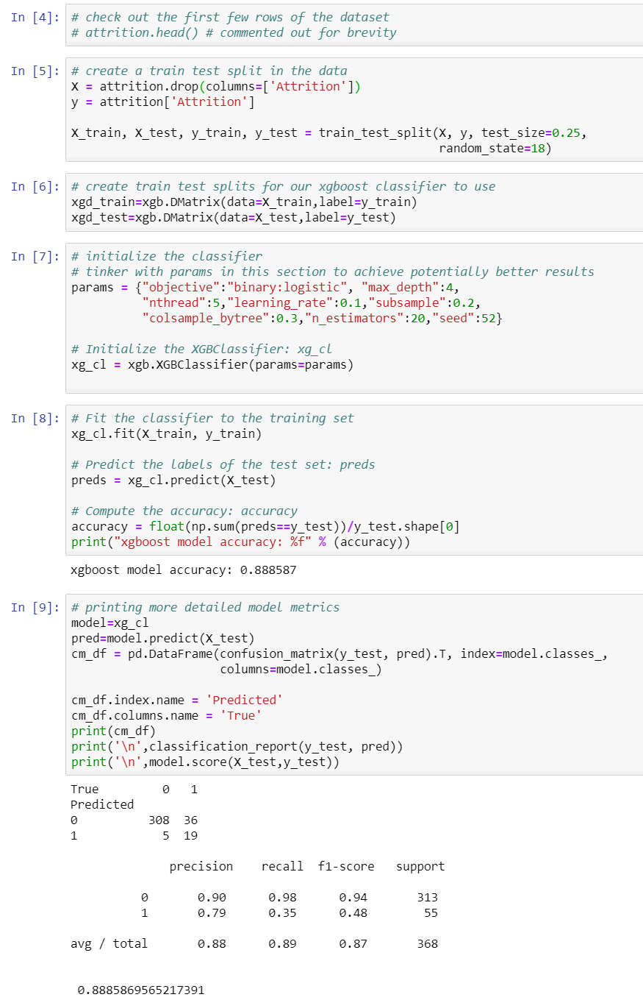 In [4]: # check out the first few rows of the dataset
# attrition.head() # commented out for brevity
In [5]: # create a train test split in the data
X = attrition.drop(columns=['Attrition'])
y = attrition['Attrition']
X_train, X_test, y_train, y_test = train_test_split(X, y, test_size=0.25,
random_state=18)
In [6]: # create train test splits for our xgboost classifier to use
xgd_train=xgb.DMatrix(data=X_train,label=y_train)
xgd_test=xgb.DMatrix(data=X_test,label=y_test)
In [7]: # initialize the classifier
# tinker with params in this section to achieve potentially better results
params = {"objective":"binary:logistic", "max_depth":4,
"nthread":5,"learning_rate":0.1,"subsample":0.2,
"colsample_bytree":0.3,"n_estimators":20,"seed":52}
# Initialize the XGBClassifier: xg_cl
xg_cl = xgb.XGBClassifier(params=params)
In [8]: # Fit the classifier to the training set
xg_cl.fit(X_train, y_train)
# Predict the labels of the test set: preds
preds = xg_cl.predict(X_test)
# Compute the accuracy: accuracy
accuracy = float(np.sum(preds==y_test))/y_test.shape[0]
print("xgboost model accuracy: %f" % (accuracy))
xgboost model accuracy: 0.888587
In [9]: # printing more detailed model metrics
model=xg_cl
pred=model.predict(X_test)
cm_df = pd.DataFrame(confusion_matrix(y_test, pred).T, index=model.classes_,
columns=model.classes_)
cm_df.index.name = 'Predicted'
cm_df.columns.name = 'True'
print(cm_df)
print('\n',classification_report(y_test, pred))
print('\n',model.score(X_test,y_test))
True 0 1
Predicted
0 308 36
1 5 19
precision recall f1-score support
0 0.90 0.98 0.94 313
1 0.79 0.35 0.48 55
avg / total 0.88 0.89 0.87 368
0.8885869565217391